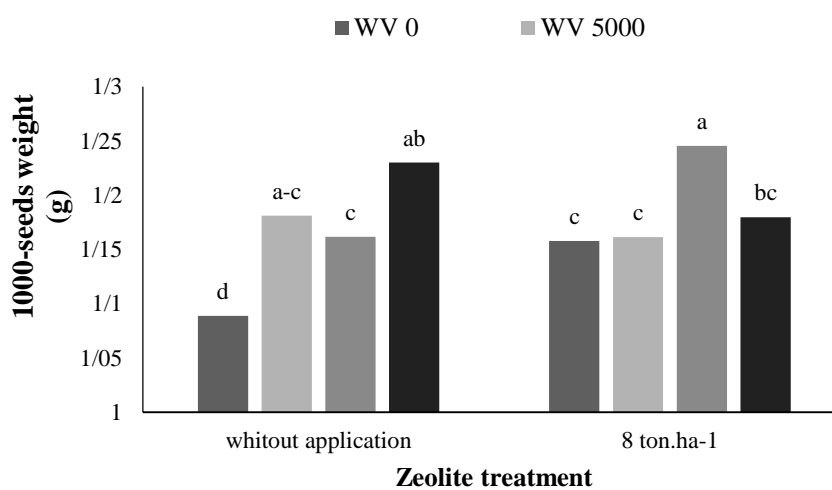 WV 0 WV 5000
1000-seeds weight
(g)
1/3
1/25
1/2
1/15
1/1
1/05
1
d
a-c
c
ab
c
c
a
bc
whitout application
8 ton.ha-1
Zeolite treatment